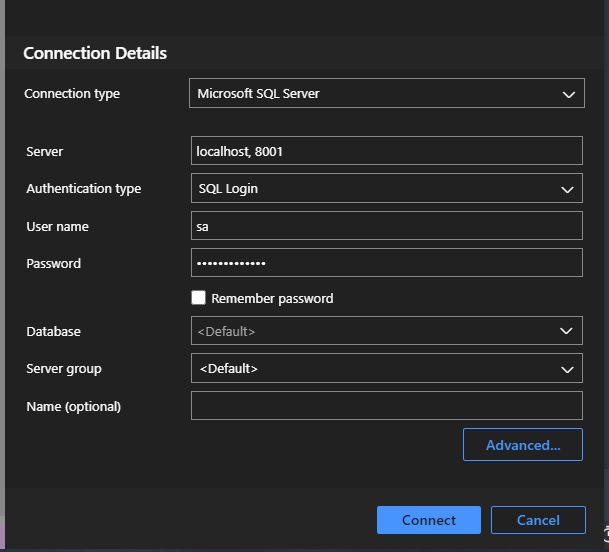 Connection Details
Connection type Microsoft SQL Server
Server localhost, 8001
Authentication type SQL Login
User name sa
Password •••••••••••••
Remember password
Database <Default>
Server group <Default>
Name (optional)
Advanced...
Connect Cancel